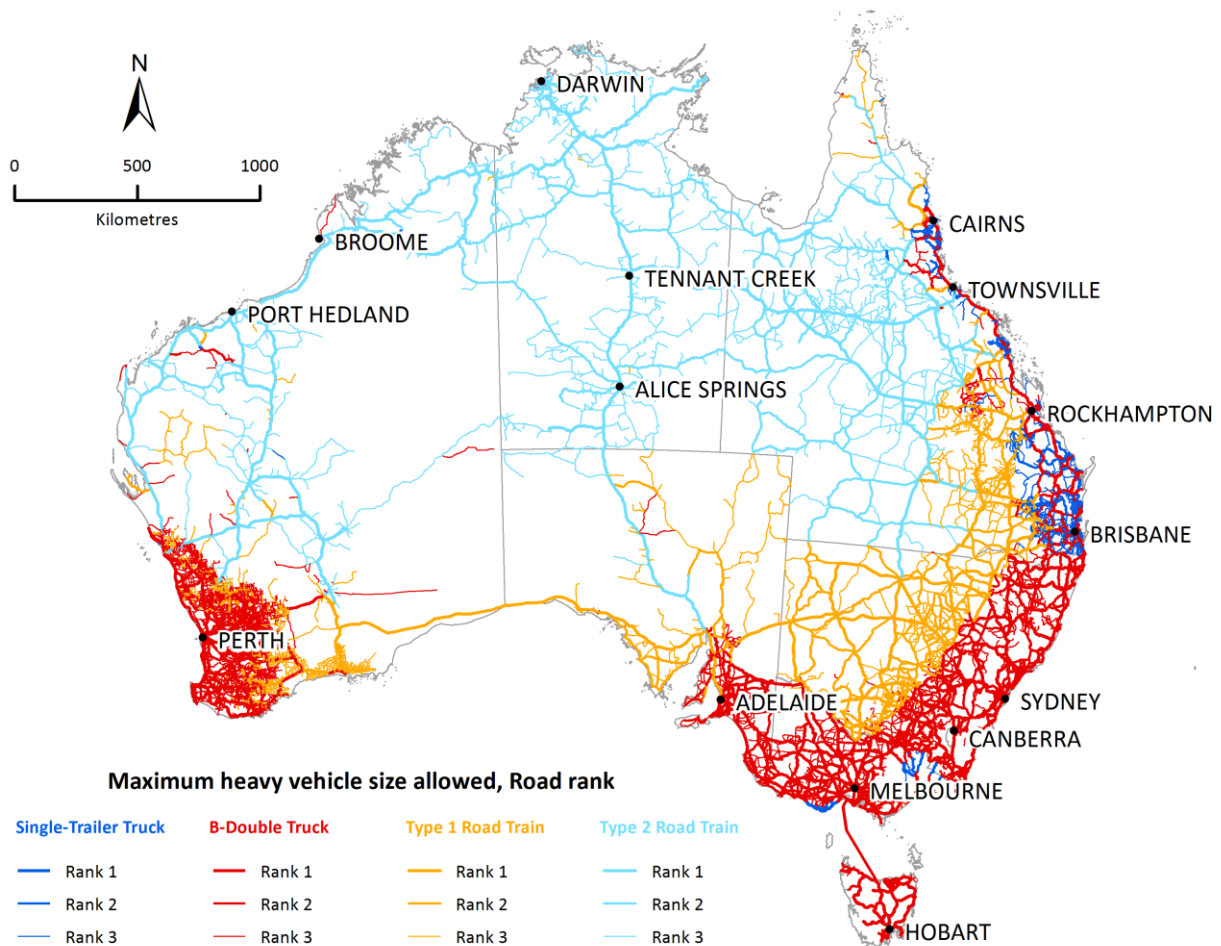 N
DARWIN
0 500 1000
Kilometres
CAIRNS
BROOME
TENNANT CREEK
TOWNSVILLE
PORT HEDLAND
ALICE SPRINGS
ROCKHAMPTON
BRISBANE
PERTH
ADELAIDE
SYDNEY
CANBERRA
MELBOURNE
HOBART
Maximum heavy vehicle size allowed, Road rank
Single-Trailer Truck B-Double Truck Type 1 Road Train Type 2 Road Train
Rank 1 Rank 1 Rank 1 Rank 1
Rank 2 Rank 2 Rank 2 Rank 2
Rank 3 Rank 3 Rank 3 Rank 3